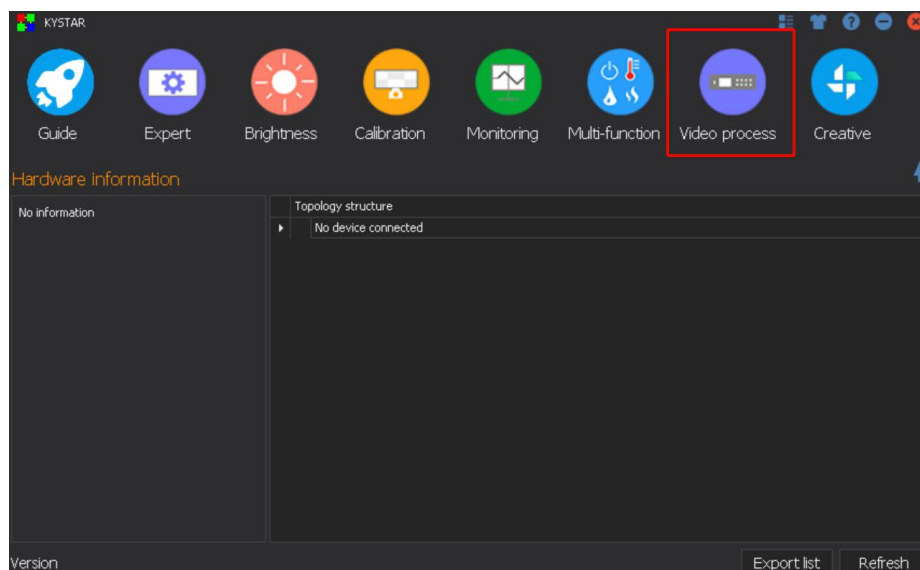 KYSTAR
Guide Expert Brightness Calibration Monitoring Multi-function Video process Creative
Hardware information
No information
Topology structure
No device connected
Version Export list Refresh